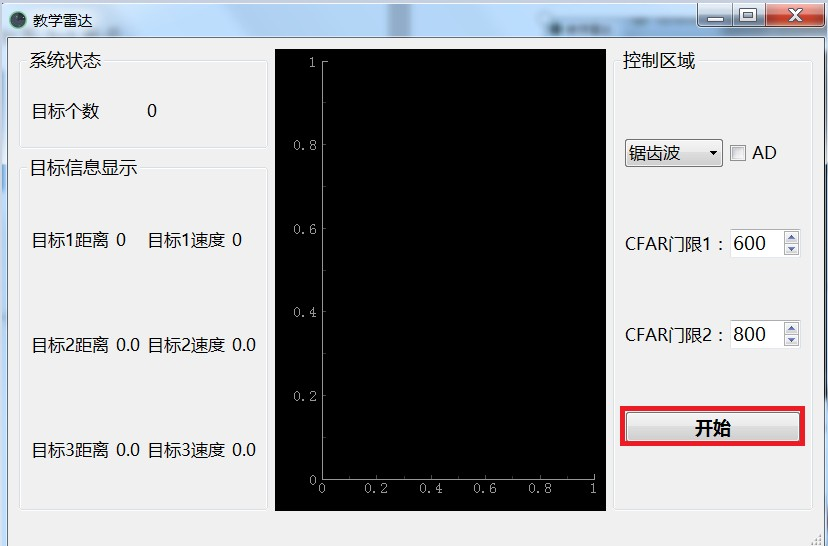 教学雷达
系统状态
目标个数 0
目标信息显示
目标1距离 0 目标1速度 0
目标2距离 0.0 目标2速度 0.0
目标3距离 0.0 目标3速度 0.0
1
0.8
0.6
0.4
0.2
0
0 0.2 0.4 0.6 0.8 1
控制区域
锯齿波 AD
CFAR门限1： 600
CFAR门限2： 800
开始